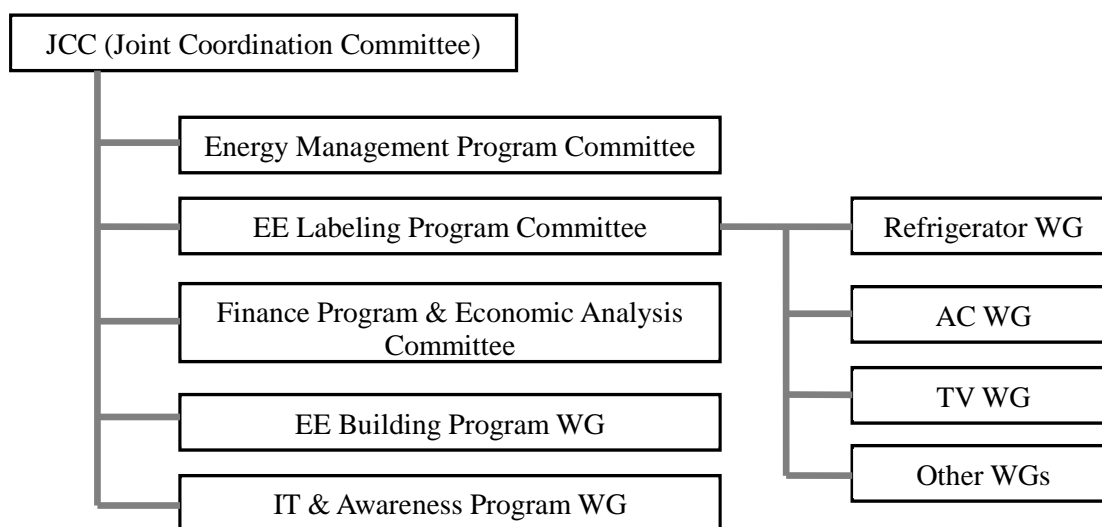 JCC (Joint Coordination Committee)
Energy Management Program Committee
EE Labeling Program Committee
Refrigerator WG
Finance Program & Economic Analysis
Committee
AC WG
TV WG
EE Building Program WG
Other WGs
IT & Awareness Program WG